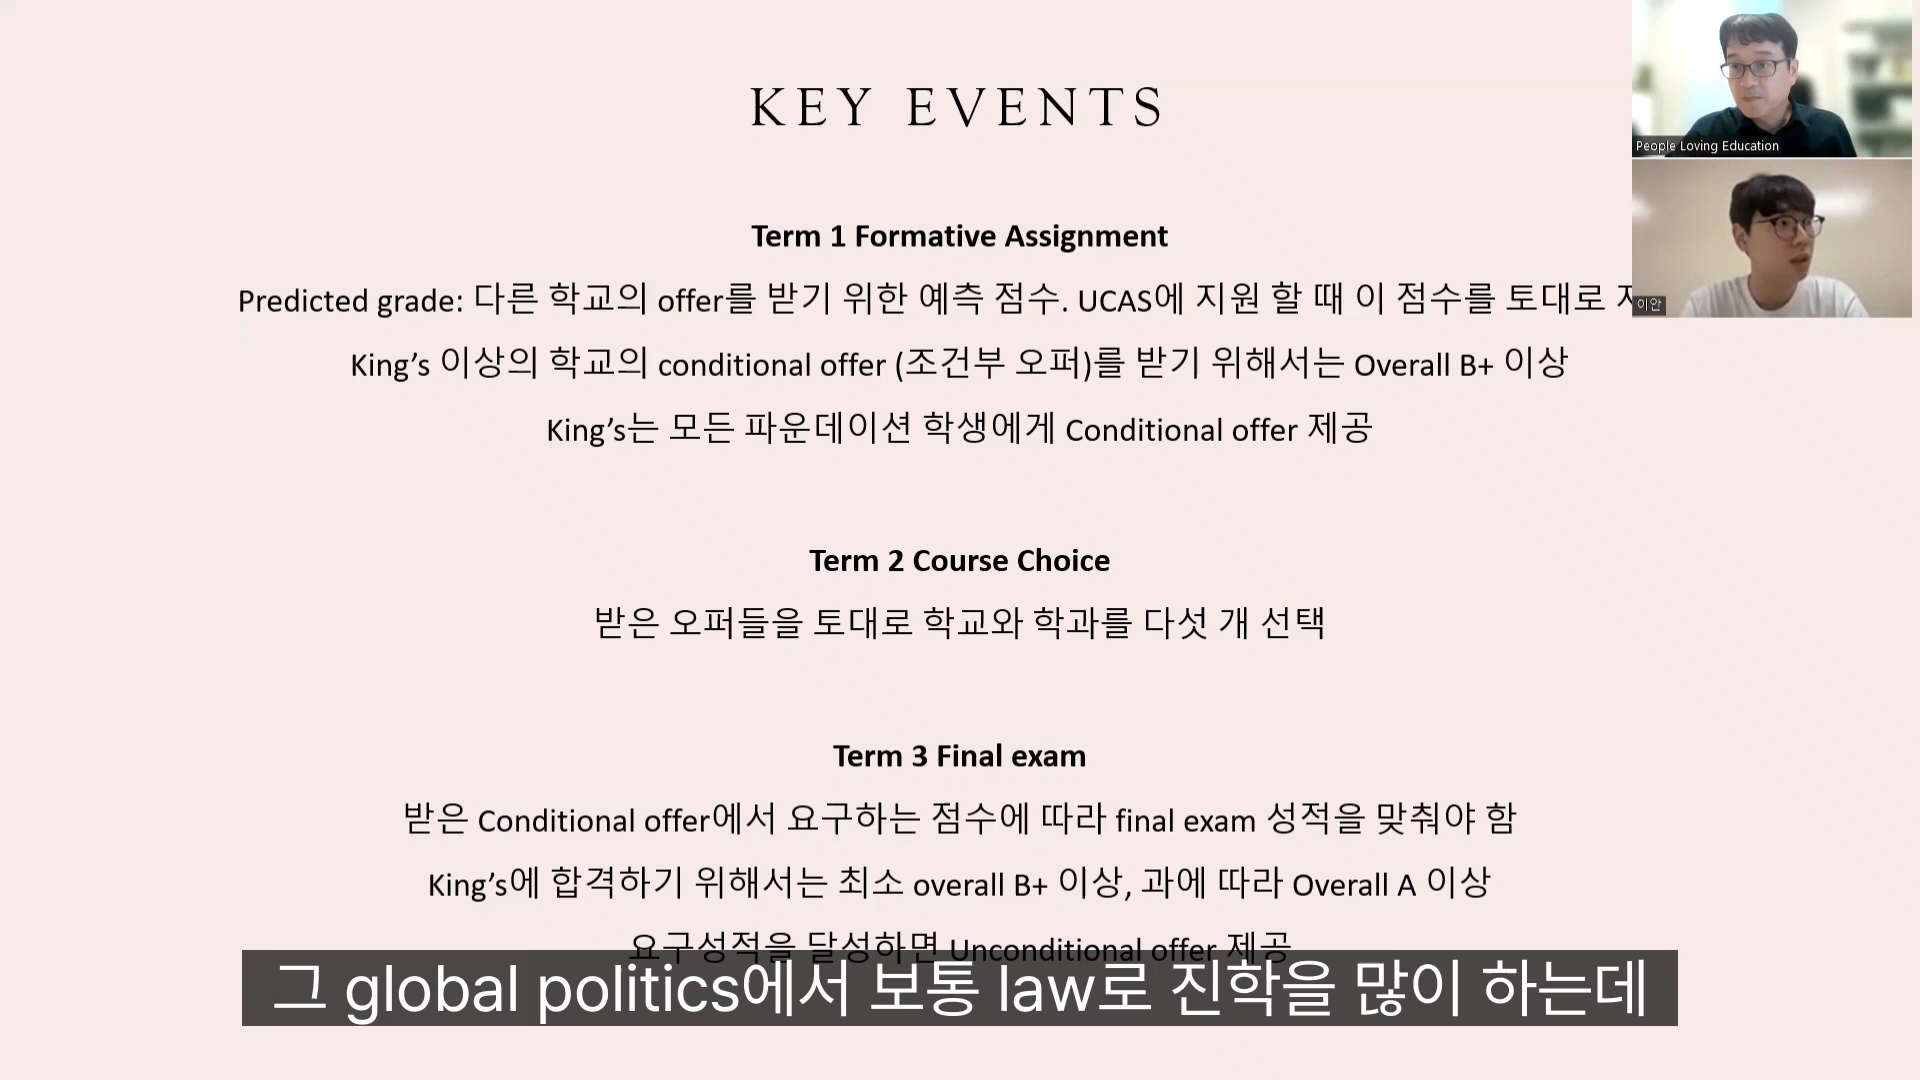 KEY EVENTS
Term 1 Formative Assignment
Predicted grade: 다른 학교의 offer를 받기 위한 예측 점수. UCAS에 지원 할 때 이 점수를 토대로
King's 이상의 학교의 conditional offer (조건부 오퍼)를 받기 위해서는 Overall B+ 이상
King's는 모든 파운데이션 학생에게 Conditional offer 제공
Term 2 Course Choice
받은 오퍼들을 토대로 학교와 학과를 다섯 개 선택
Term 3 Final exam
받은 Conditional offer에서 요구하는 점수에 따라 final exam 성적을 맞춰야 함
King's에 합격하기 위해서는 최소 overall B+ 이상, 과에 따라 Overall A 이상
요구성적을 달성하면 Unconditional offer 제공
그 global politics에서 보통 law로 진학을 많이 하는데
People Loving Education
이안